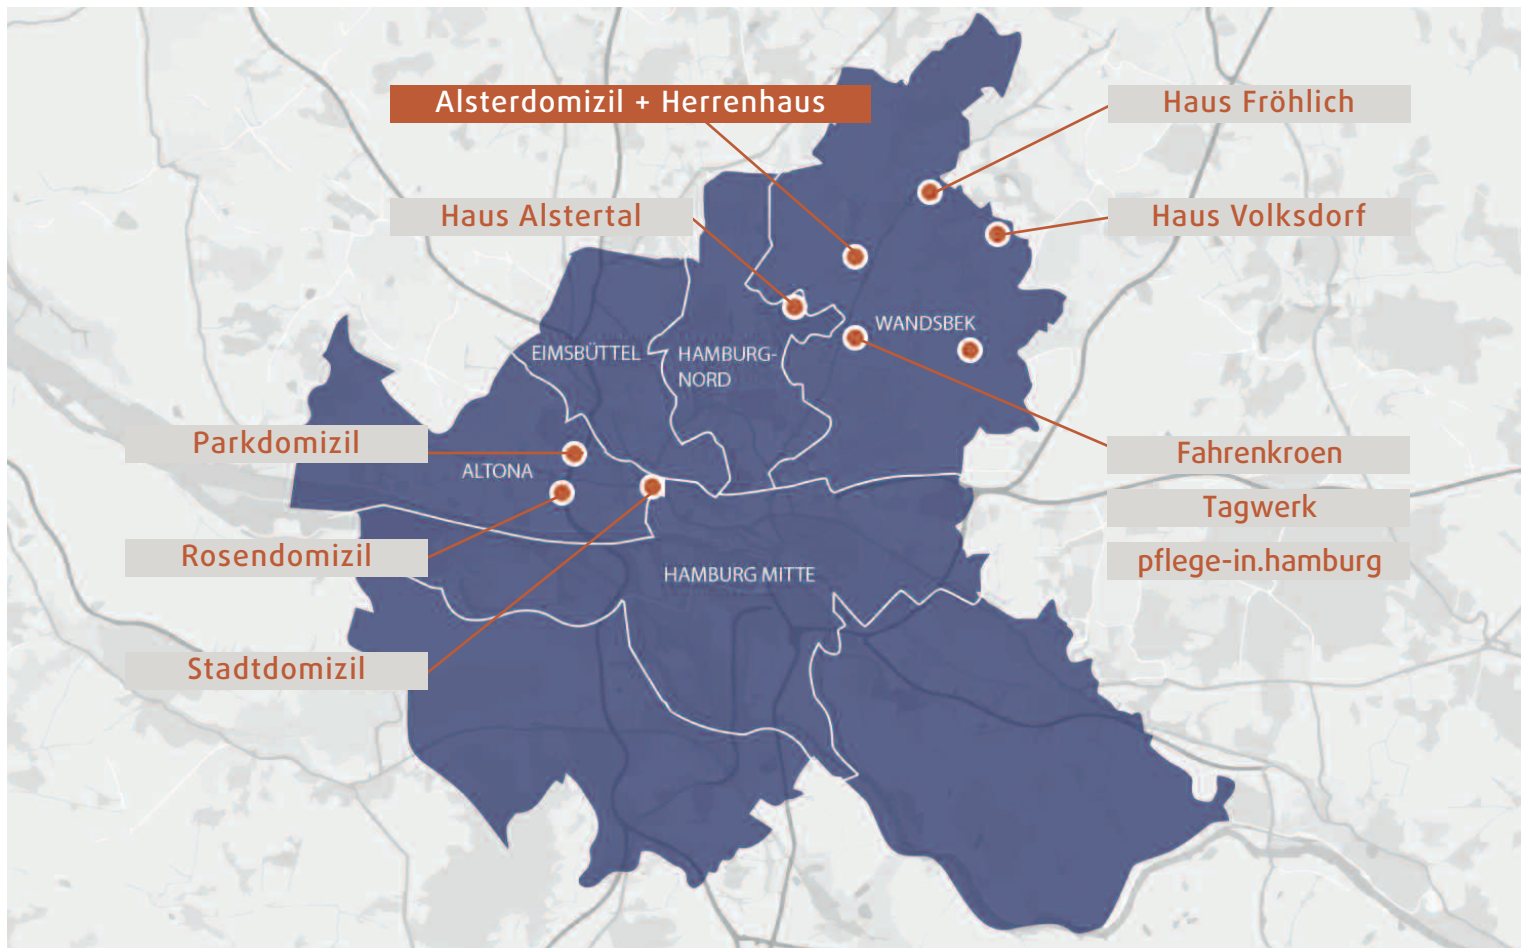 Alsterdomizil + Herrenhaus
Haus Fröhlich
Haus Alstertal
Haus Volksdorf
WANDSBEK
EIMSBÜTTEL
HAMBURG-
NORD
Parkdomizil
ALTONA
Fahrenkroen
Tagwerk
Rosendomizil
pflege-in.hamburg
HAMBURG MITTE
Stadtdomizil